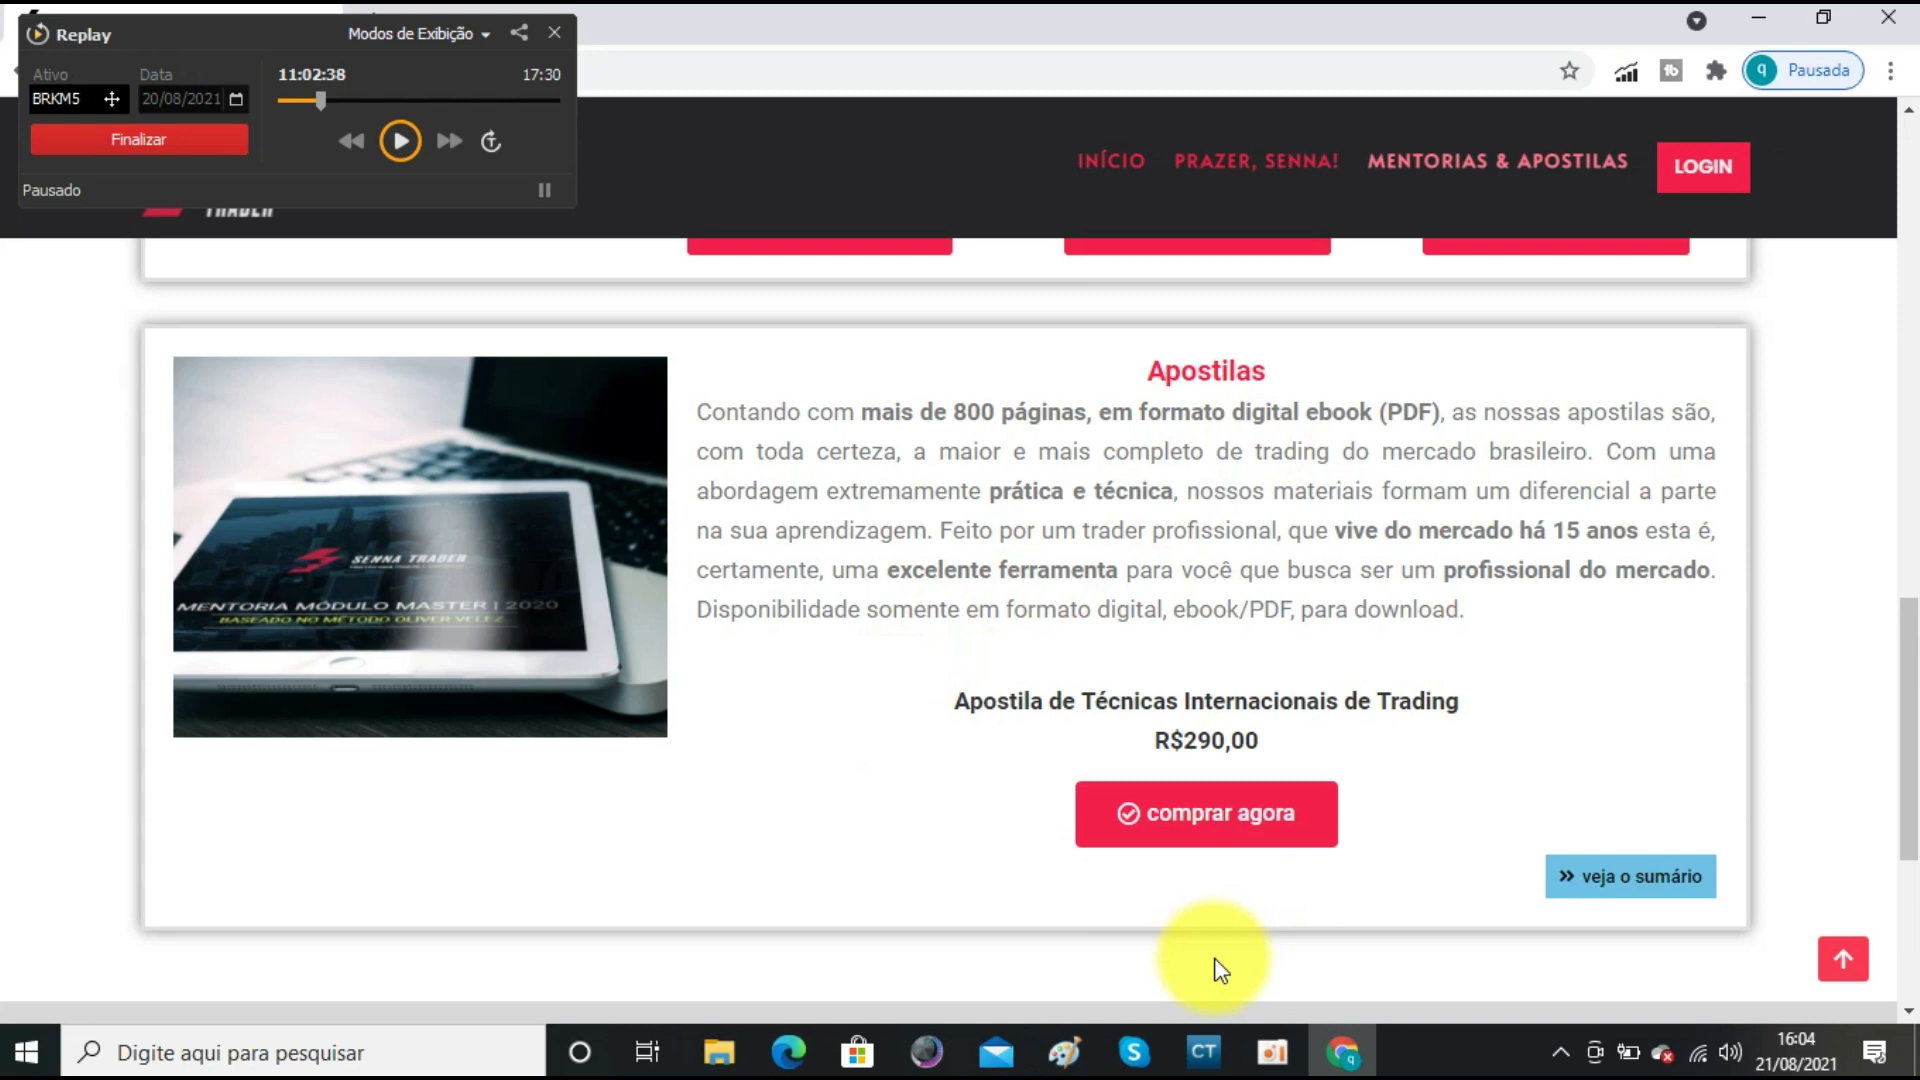 Replay
Modos de Exibição
Ativo
Data
11:02:38
17:30
BRKM5
20/08/2021
Finalizar
Pausado
q
Pausada
TRADER
INÍCIO
PRAZER, SENNA!
MENTORIAS & APOSTILAS
LOGIN
SENNA TRADER
MENTORIA MÓDULO MASTER | 2020
BASEADO NO MÉTODO OLIVER VELEZ
Apostilas
Contando com mais de 800 páginas, em formato digital ebook (PDF), as nossas apostilas são,
com toda certeza, a maior e mais completo de trading do mercado brasileiro. Com uma
abordagem extremamente prática e técnica, nossos materiais formam um diferencial a parte
na sua aprendizagem. Feito por um trader profissional, que vive do mercado há 15 anos esta é,
certamente, uma excelente ferramenta para você que busca ser um profissional do mercado.
Disponibilidade somente em formato digital, ebook/PDF, para download.
Apostila de Técnicas Internacionais de Trading
R$290,00
comprar agora
veja o sumário
Digite aqui para pesquisar
CT
16:04
21/08/2021